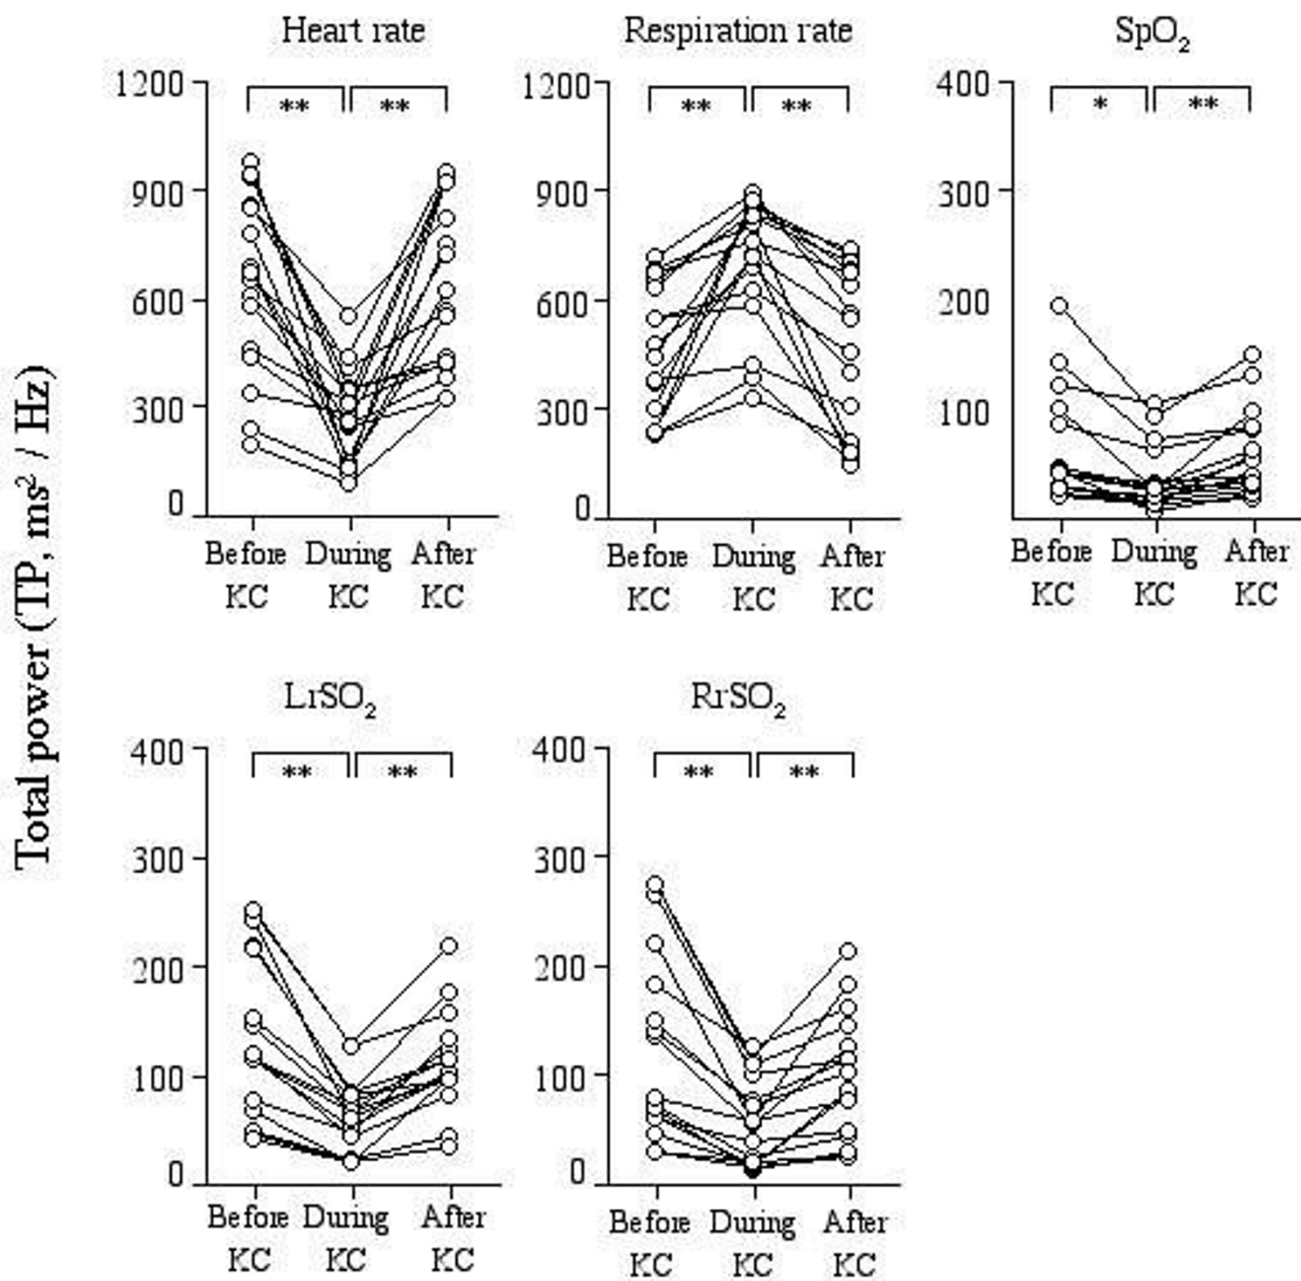 Total power (TP, ms² / Hz)
Heart rate
1200
900
600
300
0
** **
Before During After
KC KC KC
Respiration rate
1200
900
600
300
0
** **
Before During After
KC KC KC
SpO₂
400
300
200
100
* **
Before During After
KC KC KC
LrSO₂
400
300
200
100
0
** **
Before During After
KC KC KC
RrSO₂
400
300
200
100
0
** **
Before During After
KC KC KC